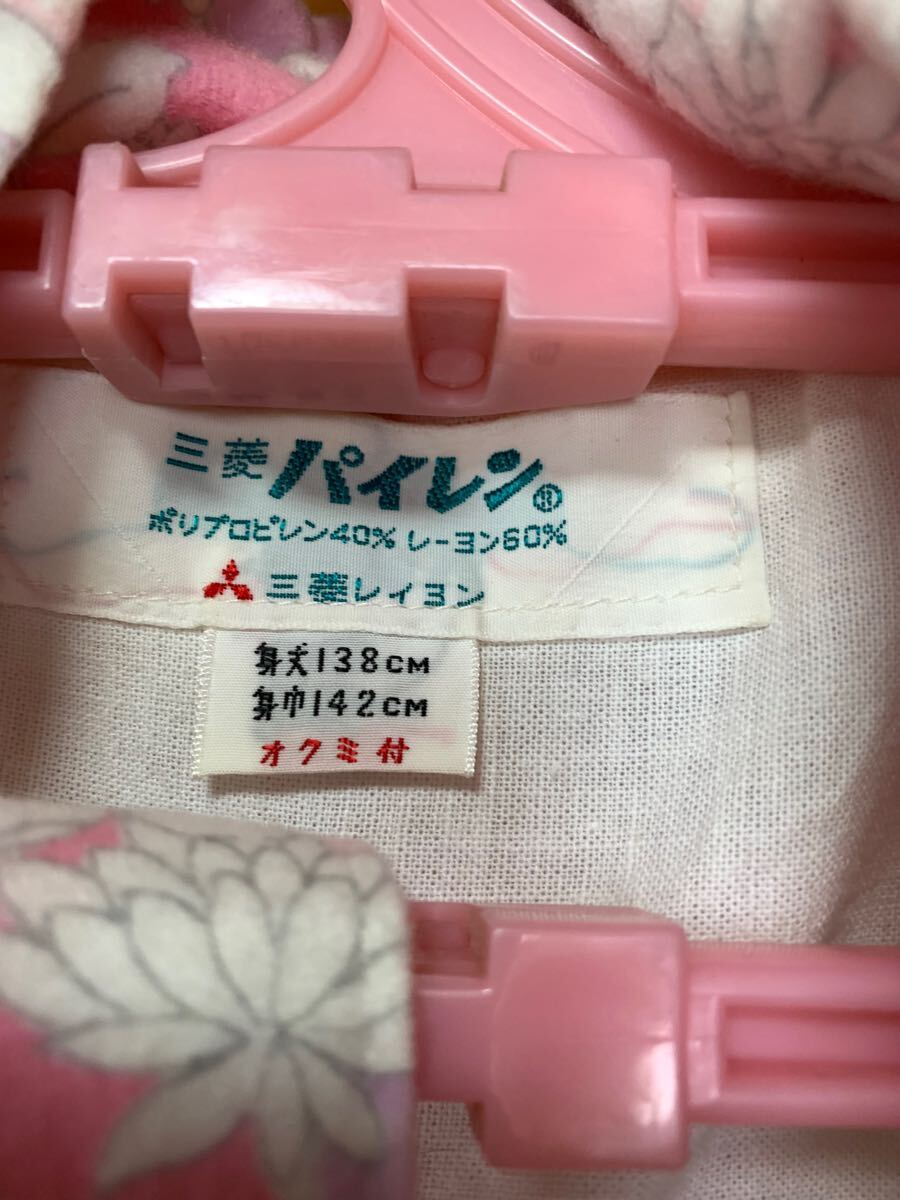 三菱パイレン®
ポリプロピレン40% レーヨン60%
三菱レイヨン
身丈138CM
身巾142CM
オクミ付